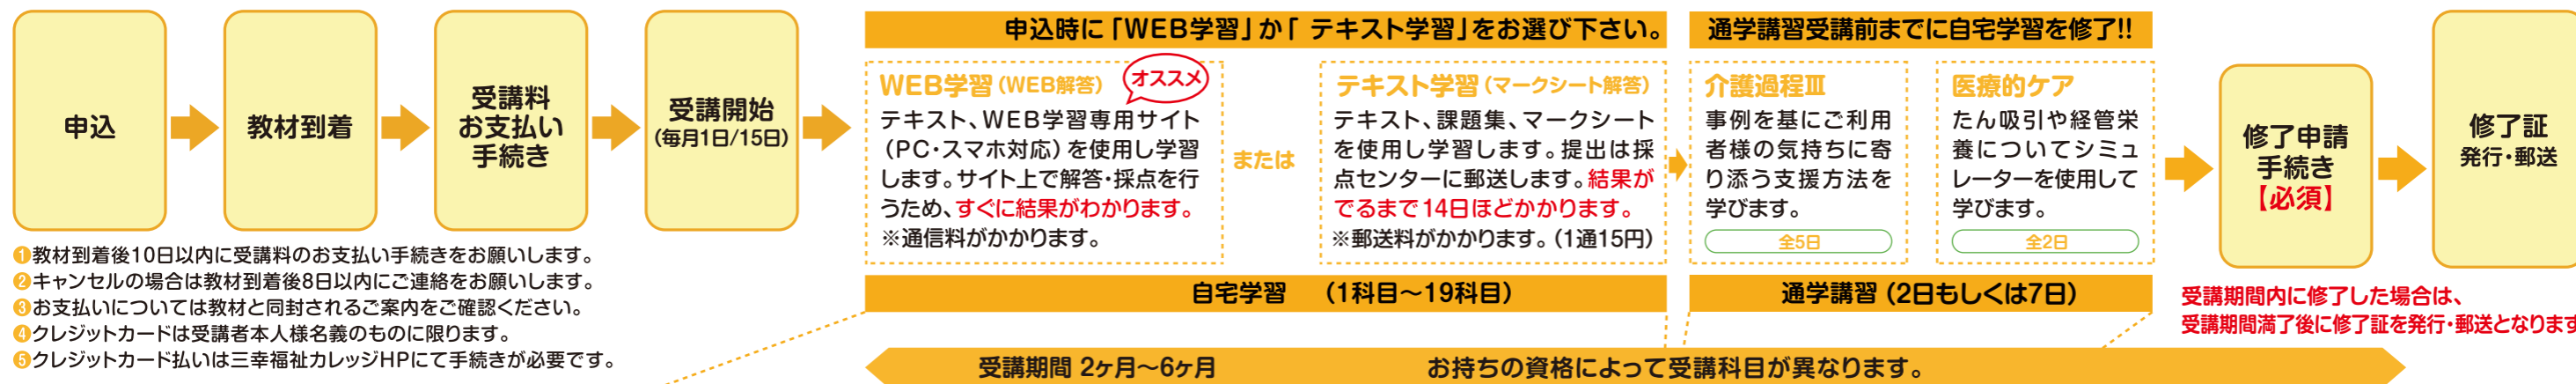 申込
教材到着
受講料
お支払い
手続き
受講開始
(毎月1日/15日)
❶教材到着後10日以内に受講料のお支払い手続きをお願いします。
❷キャンセルの場合は教材到着後8日以内にご連絡をお願いします。
❸お支払いについては教材と同封されるご案内をご確認ください。
❹クレジットカードは受講者本人様名義のものに限ります。
❺クレジットカード払いは三幸福祉カレッジHPにて手続きが必要です。
申込時に「WEB学習」か「 テキスト学習」をお選び下さい。
WEB学習(WEB解答)
オススメ
テキスト、WEB学習専用サイト
(PC・スマホ対応)を使用し学習
します。サイト上で解答・採点を行
うため、すぐに結果がわかります。
※通信料がかかります。
または
テキスト学習(マークシート解答)
テキスト、課題集、マークシート
を使用し学習します。提出は採
点センターに郵送します。結果が
でるまで14日ほどかかります。
※郵送料がかかります。(1通15円)
自宅学習 (1科目~19科目)
通学講習受講前までに自宅学習を修了!!
介護過程Ⅲ
事例を基にご利用
者様の気持ちに寄
り添う支援方法を
学びます。
全5日
医療的ケア
たん吸引や経管栄
養についてシミュ
レーターを使用して
学びます。
全2日
通学講習(2日もしくは7日)
修了申請
手続き
【必須】
修了証
発行・郵送
受講期間内に修了した場合は、
受講期間満了後に修了証を発行・郵送となります
受講期間 2ヶ月~6ヶ月 お持ちの資格によって受講科目が異なります。